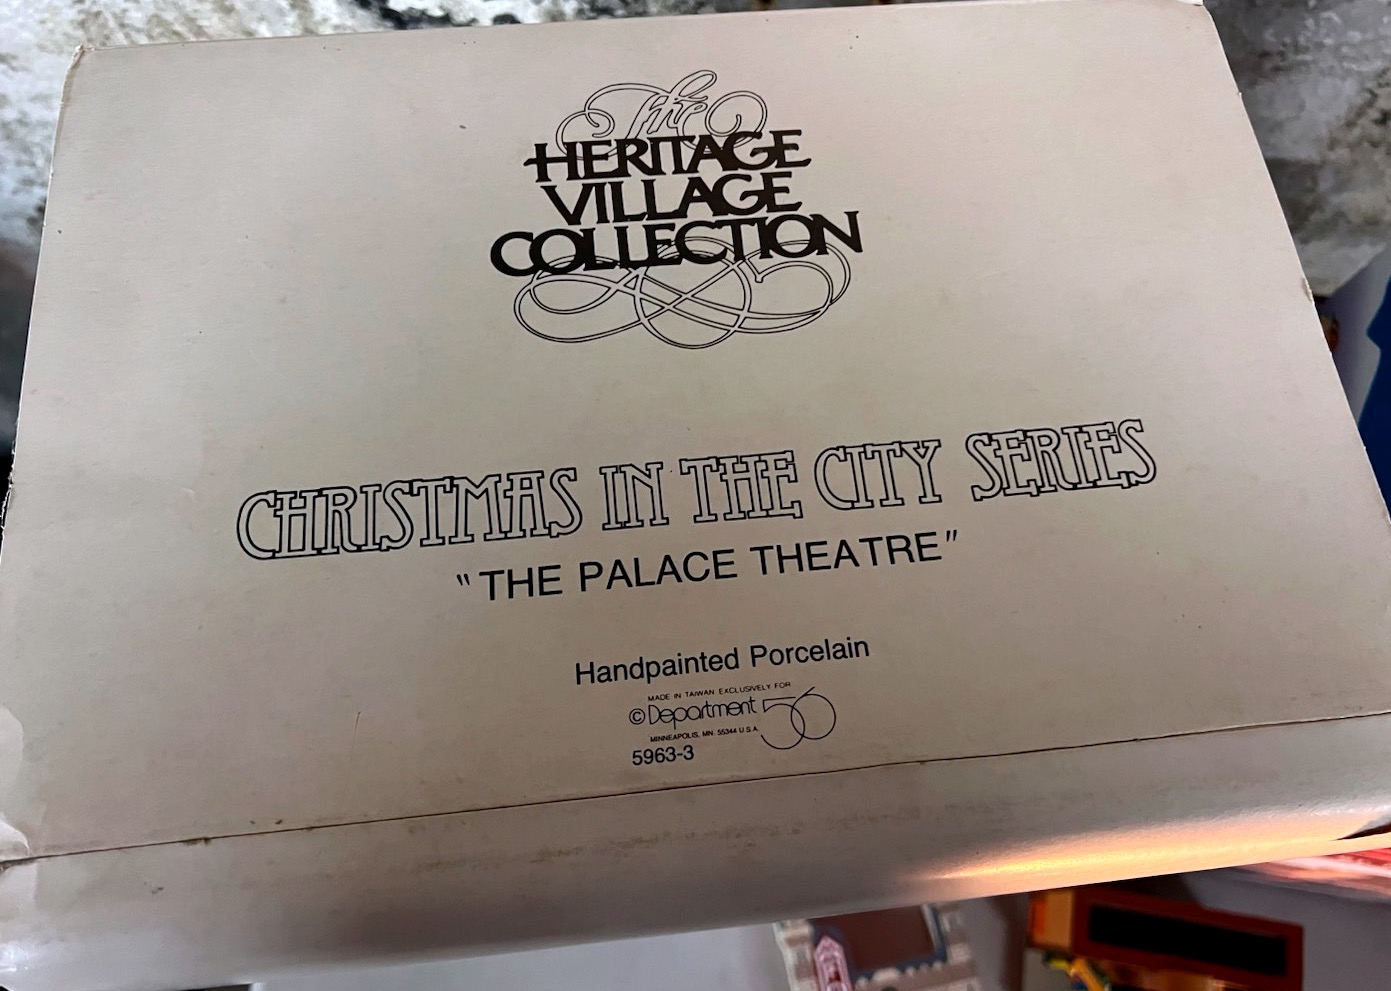 The
HERITAGE
VILLAGE
COLLECTION
CHRISTMAS IN THE CITY SERIES
"THE PALACE THEATRE"
Handpainted Porcelain
MADE IN TAIWAN EXCLUSIVELY FOR
© Department 56
MINNEAPOLIS, MN. 55344 U.S.A.
5963-3